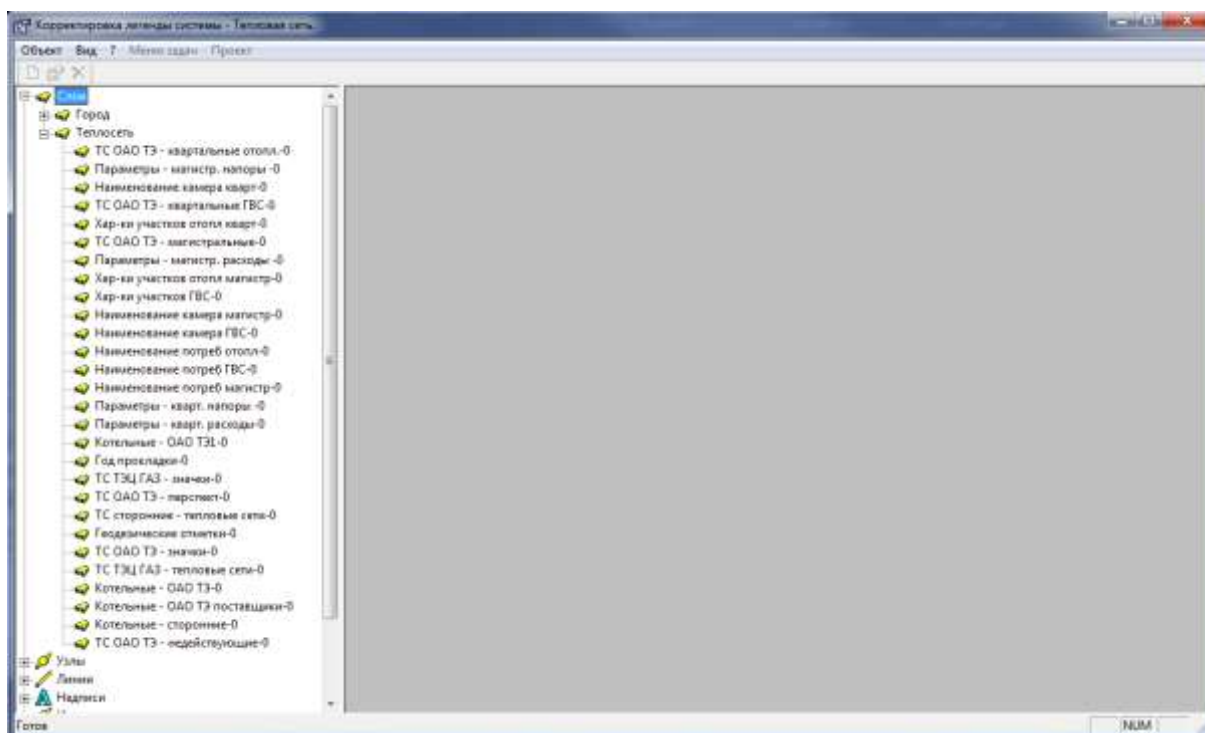 Корректировка легенды системы - Тепловая сеть
Объект Вид ? Меню задач Проект
Слои
Город
Теплосеть
ТС ОАО ТЭ - квартальные отопл.-0
Параметры - магистр. напоры -0
Наименование камера кварт-0
ТС ОАО ТЭ - квартальные ГВС-0
Хар-ки участков отопл кварт-0
ТС ОАО ТЭ - магистральные-0
Параметры - магистр. расходы -0
Хар-ки участков отопл магистр-0
Хар-ки участков ГВС-0
Наименование камера магистр-0
Наименование камера ГВС-0
Наименование потреб отопл-0
Наименование потреб ГВС-0
Наименование потреб магистр-0
Параметры - кварт. напоры -0
Параметры - кварт. расходы-0
Котельные - ОАО ТЭ1-0
Год прокладки-0
ТС ТЭЦ ГАЗ - значки-0
ТС ОАО ТЭ - перспект-0
ТС сторонние - тепловые сети-0
Геодезические отметки-0
ТС ОАО ТЭ - значки-0
ТС ТЭЦ ГАЗ - тепловые сети-0
Котельные - ОАО ТЭ-0
Котельные - ОАО ТЭ поставщики-0
Котельные - сторонние-0
ТС ОАО ТЭ - недействующие-0
Узлы
Линии
Надписи
Готов NUM